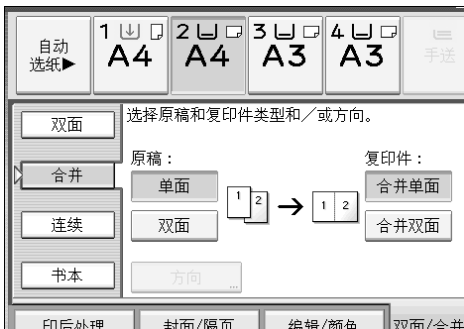 自动
选纸▶
1 A4
2 A4
3 A3
4 A3
手送
双面
选择原稿和复印件类型和／或方向。
合并
原稿：
复印件：
单面
合并单面
1 2 → 1 2
连续
双面
合并双面
书本
方向...
印后处理
封面/隔页
编辑/颜色
双面/合并